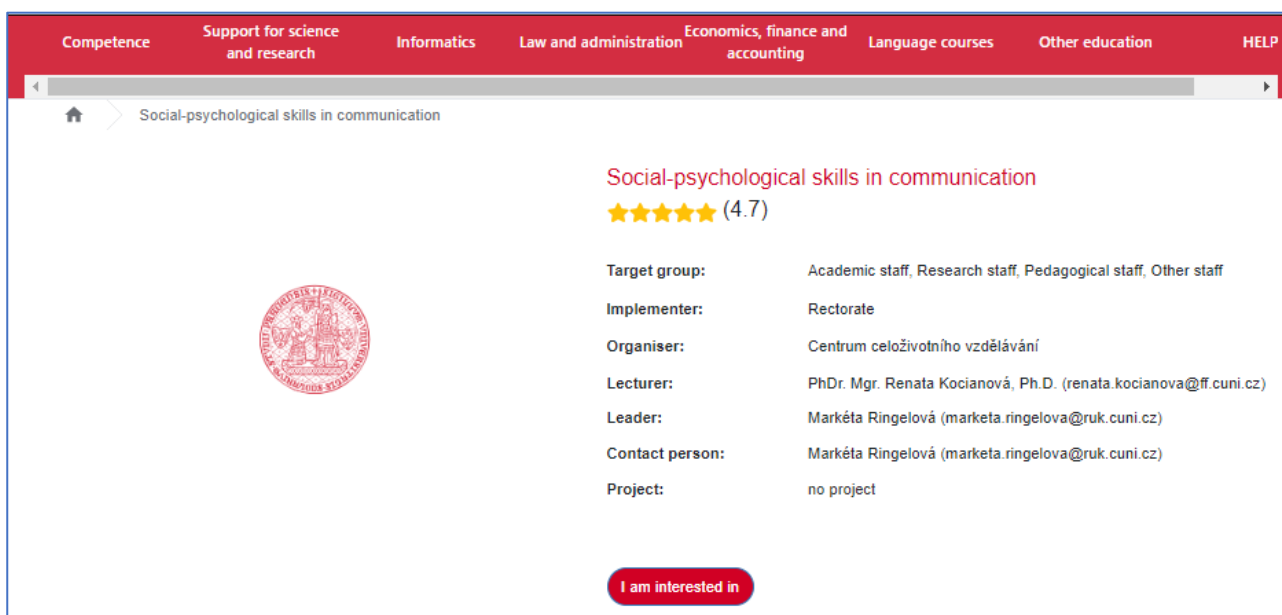 Competence
Support for science and research
Informatics
Law and administration
Economics, finance and accounting
Language courses
Other education
HELP
Social-psychological skills in communication
Social-psychological skills in communication
(4.7)
Target group: Academic staff, Research staff, Pedagogical staff, Other staff
Implementer: Rectorate
Organiser: Centrum celoživotního vzdělávání
Lecturer: PhDr. Mgr. Renata Kocianová, Ph.D. (renata.kocianova@ff.cuni.cz)
Leader: Markéta Ringelová (marketa.ringelova@ruk.cuni.cz)
Contact person: Markéta Ringelová (marketa.ringelova@ruk.cuni.cz)
Project: no project
I am interested in